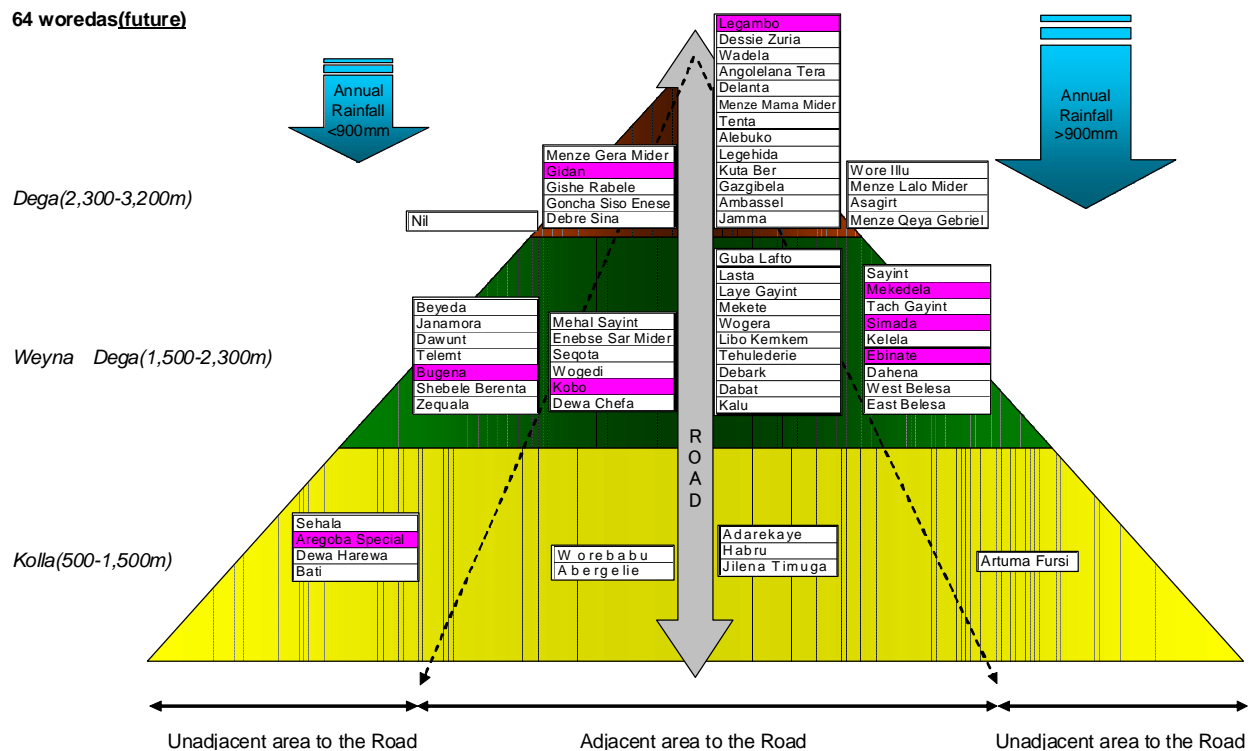 64 woredas(future)
Annual
Rainfall
<900mm
Annual
Rainfall
>900mm
Dega(2,300-3,200m)
Nil
Menze Gera Mider
Gidan
Gishe Rabele
Goncha Siso Enese
Debre Sina
Legambo
Dessie Zuria
Wadela
Angolelana Tera
Delanta
Menze Mama Mider
Tenta
Alebuko
Legehida
Kuta Ber
Gazgibela
Ambassel
Jamma
Wore Illu
Menze Lalo Mider
Asagirt
Menze Qeya Gebriel
Weyna Dega(1,500-2,300m)
Beyeda
Janamora
Dawunt
Telemt
Bugena
Shebele Berenta
Zequala
Mehal Sayint
Enebse Sar Mider
Seqota
Wogedi
Kobo
Dewa Chefa
Guba Lafto
Lasta
Laye Gayint
Mekete
Wogera
Libo Kemkem
Tehulederie
Debark
Dabat
Kalu
Sayint
Mekedela
Tach Gayint
Simada
Kelela
Ebinate
Dahena
West Belesa
East Belesa
ROAD
Kolla(500-1,500m)
Sehala
Aregoba Special
Dewa Harewa
Bati
Worebabu
Abergelie
Adarekaye
Habru
Jilena Timuga
Artuma Fursi
Unadjacent area to the Road
Adjacent area to the Road
Unadjacent area to the Road